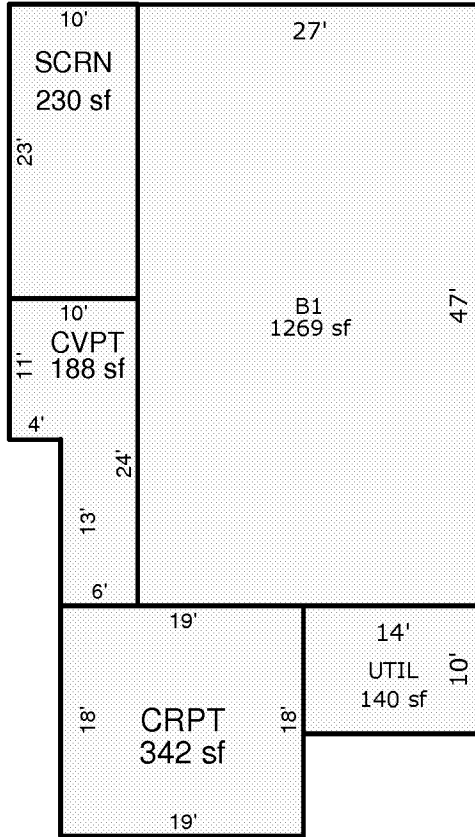 10'
27'
SCRN
230 sf
23'
10'
47'
B1
1269 sf
CVPT
188 sf
11'
4'
24'
13'
6'
19'
14'
UTIL
140 sf
10'
18'
CRPT
342 sf
18'
19'